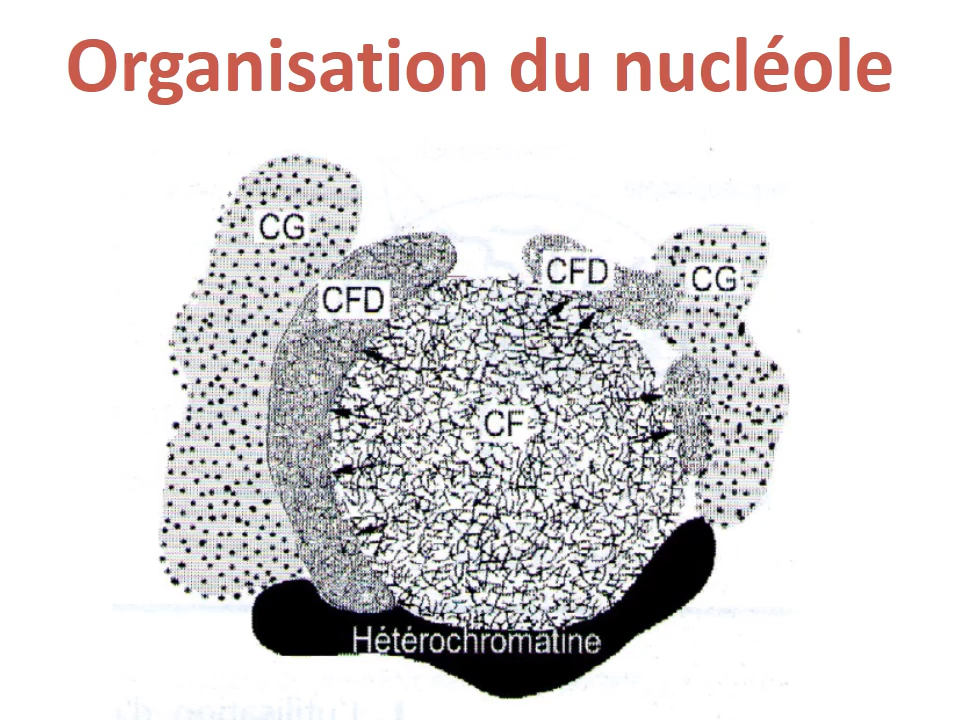 Organisation du nucléole
CG
CFD
CFD
CG
CF
Hétérochromatine